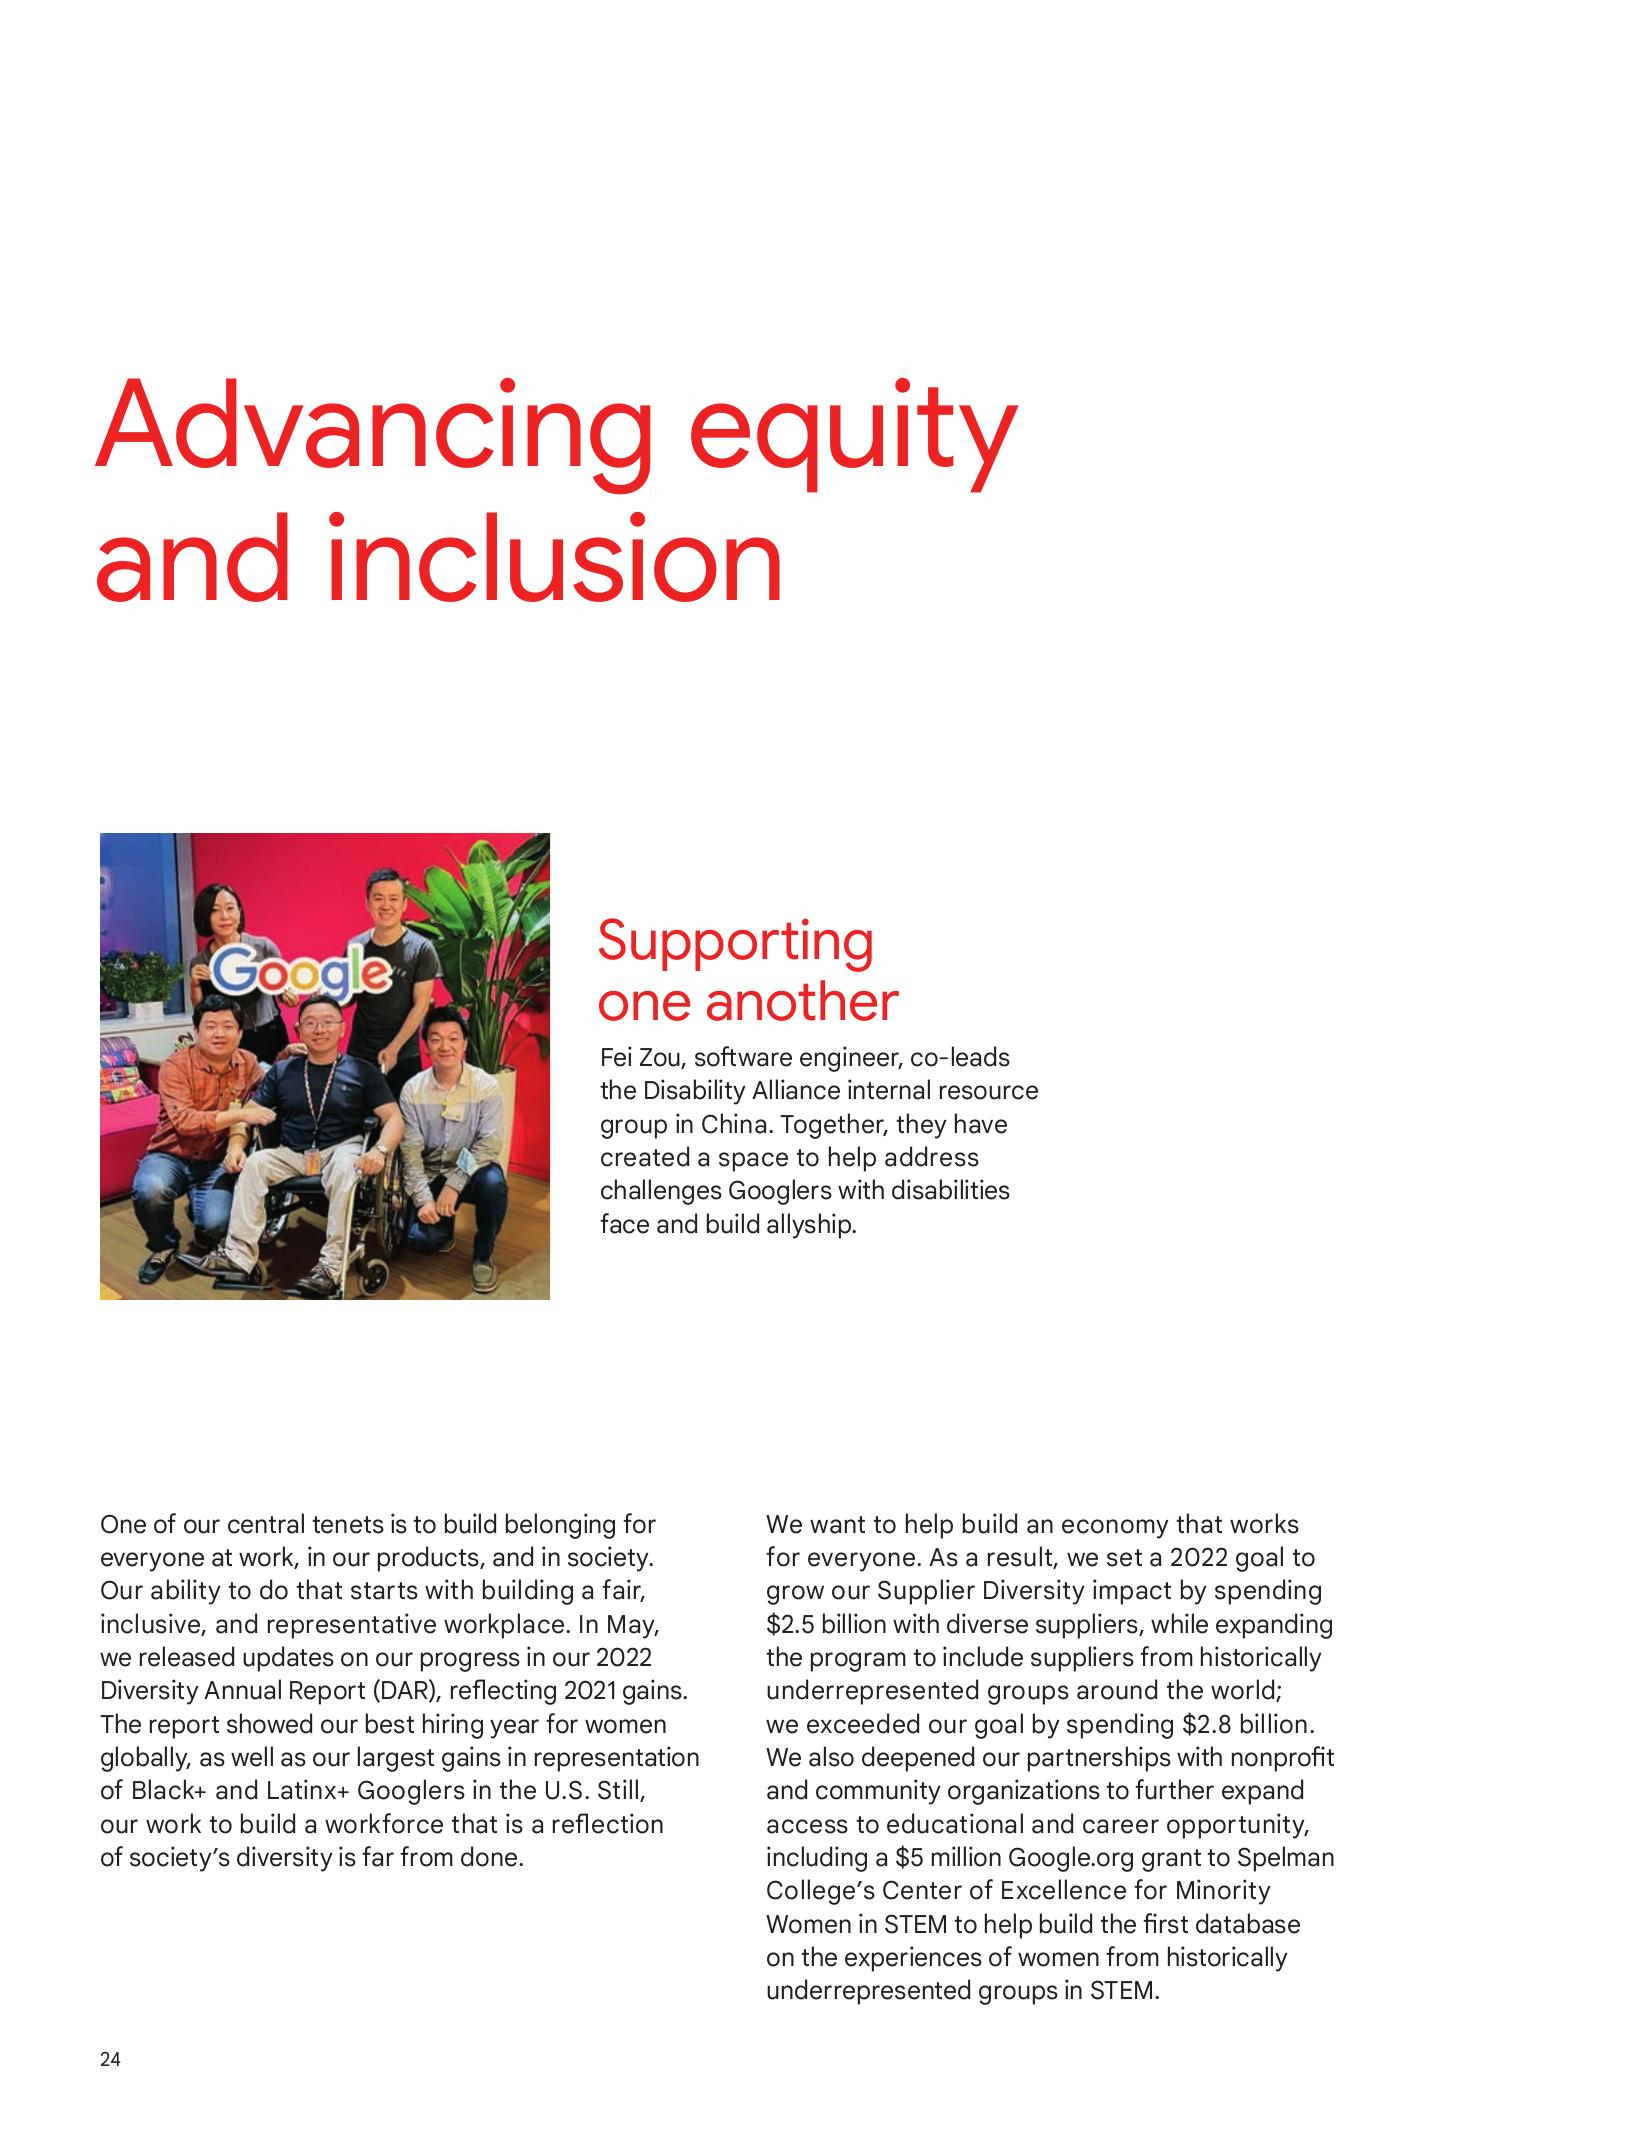 Advancing equity
and inclusion
Google
Supporting
one another
Fei Zou, software engineer, co-leads
the Disability Alliance internal resource
group in China. Together, they have
created a space to help address
challenges Googlers with disabilities
face and build allyship.
One of our central tenets is to build belonging for
everyone at work, in our products, and in society.
Our ability to do that starts with building a fair,
inclusive, and representative workplace. In May,
we released updates on our progress in our 2022
Diversity Annual Report (DAR), reflecting 2021 gains.
The report showed our best hiring year for women
globally, as well as our largest gains in representation
of Black+ and Latinx+ Googlers in the U.S. Still,
our work to build a workforce that is a reflection
of society’s diversity is far from done.
We want to help build an economy that works
for everyone. As a result, we set a 2022 goal to
grow our Supplier Diversity impact by spending
$2.5 billion with diverse suppliers, while expanding
the program to include suppliers from historically
underrepresented groups around the world;
we exceeded our goal by spending $2.8 billion.
We also deepened our partnerships with nonprofit
and community organizations to further expand
access to educational and career opportunity,
including a $5 million Google.org grant to Spelman
College’s Center of Excellence for Minority
Women in STEM to help build the first database
on the experiences of women from historically
underrepresented groups in STEM.
24